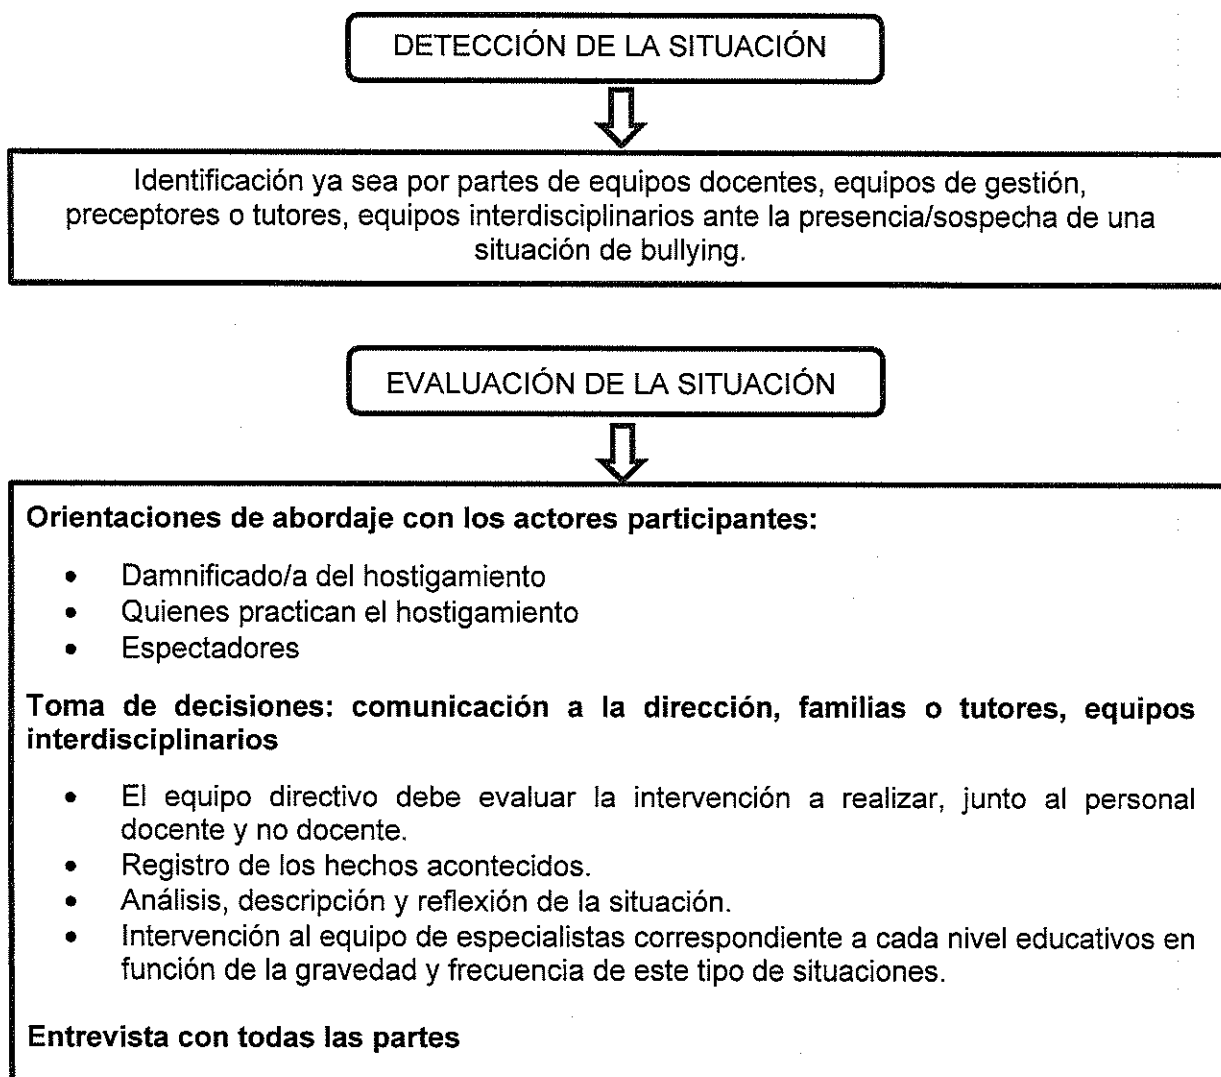 DETECCIÓN DE LA SITUACIÓN
Identificación ya sea por partes de equipos docentes, equipos de gestión,
preceptores o tutores, equipos interdisciplinarios ante la presencia/sospecha de una
situación de bullying.
EVALUACIÓN DE LA SITUACIÓN
Orientaciones de abordaje con los actores participantes:
• Damnificado/a del hostigamiento
• Quienes practican el hostigamiento
• Espectadores
Toma de decisiones: comunicación a la dirección, familias o tutores, equipos
interdisciplinarios
• El equipo directivo debe evaluar la intervención a realizar, junto al personal
docente y no docente.
• Registro de los hechos acontecidos.
• Análisis, descripción y reflexión de la situación.
• Intervención al equipo de especialistas correspondiente a cada nivel educativos en
función de la gravedad y frecuencia de este tipo de situaciones.
Entrevista con todas las partes